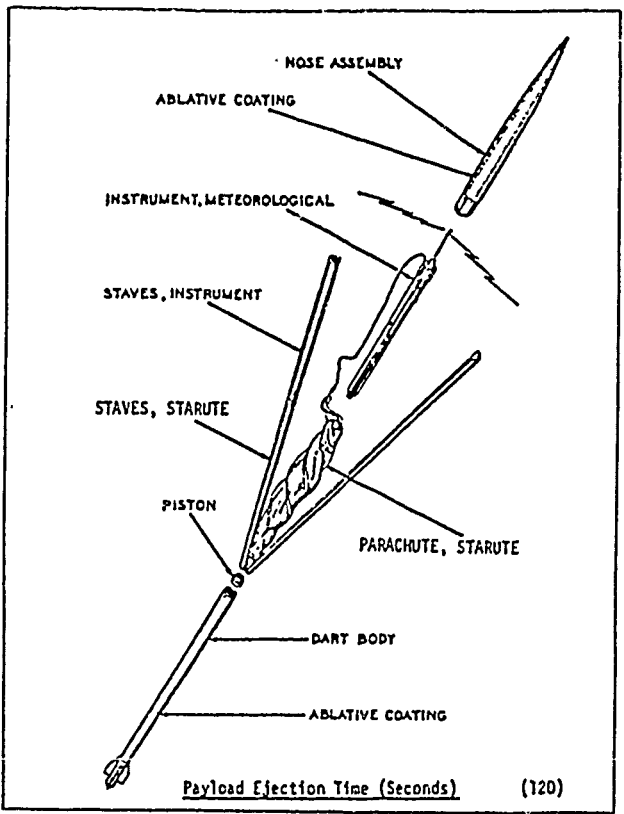 NOSE ASSEMBLY
ABLATIVE COATING
INSTRUMENT, METEOROLOGICAL
STAVES, INSTRUMENT
STAVES, STARUTE
PISTON
PARACHUTE, STARUTE
DART BODY
ABLATIVE COATING
Payload Ejection Time (Seconds) (120)